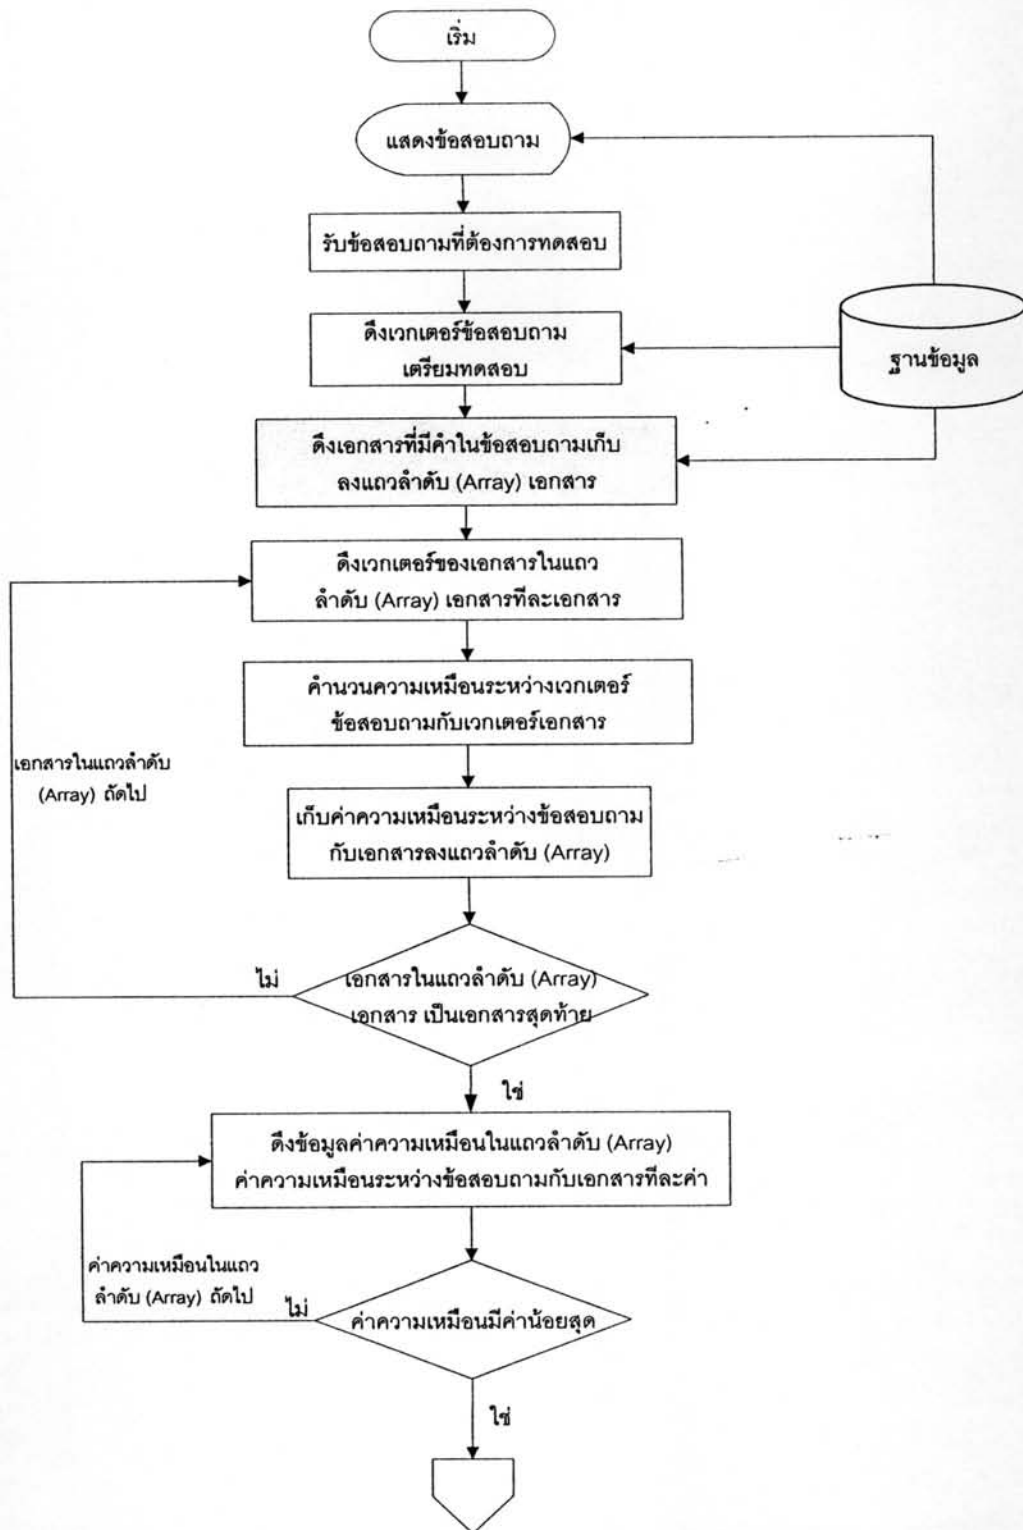 เริ่ม
แสดงข้อสอบถาม
รับข้อสอบถามที่ต้องการทดสอบ
ดึงเวกเตอร์ข้อสอบถาม
เตรียมทดสอบ
ฐานข้อมูล
ดึงเอกสารที่มีคำในข้อสอบถามเก็บ
ลงแถวลำดับ (Array) เอกสาร
ดึงเวกเตอร์ของเอกสารในแถว
ลำดับ (Array) เอกสารทีละเอกสาร
คำนวนความเหมือนระหว่างเวกเตอร์
ข้อสอบถามกับเวกเตอร์เอกสาร
เอกสารในแถวลำดับ
(Array) ถัดไป
เก็บค่าความเหมือนระหว่างข้อสอบถาม
กับเอกสารลงแถวลำดับ (Array)
ไม่
เอกสารในแถวลำดับ (Array)
เอกสาร เป็นเอกสารสุดท้าย
ใช่
ดึงข้อมูลค่าความเหมือนในแถวลำดับ (Array)
ค่าความเหมือนระหว่างข้อสอบถามกับเอกสารทีละค่า
ค่าความเหมือนในแถว
ลำดับ (Array) ถัดไป
ไม่
ค่าความเหมือนมีค่าน้อยสุด
ใช่